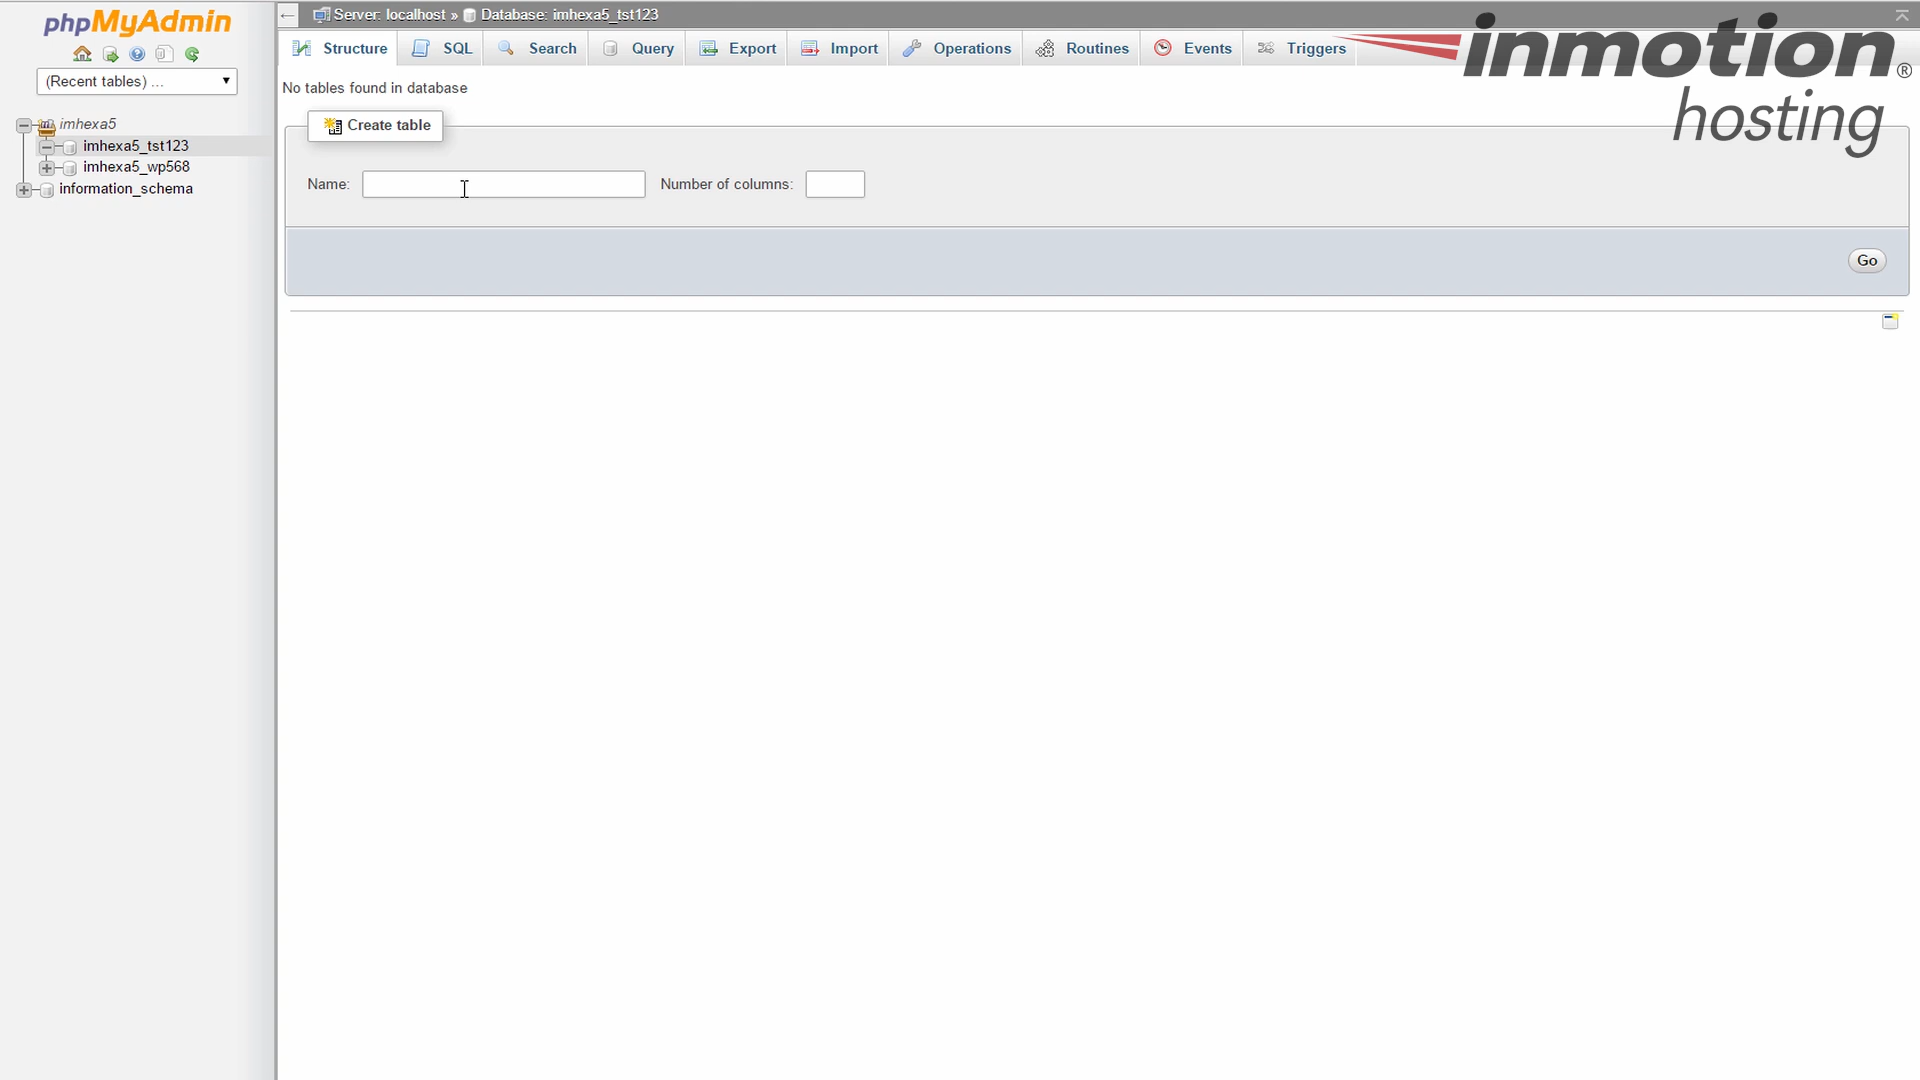 phpMyAdmin
(Recent tables) ...
imhexa5
imhexa5_tst123
imhexa5_wp568
information_schema
Server: localhost » Database: imhexa5_tst123
Structure SQL Search Query Export Import Operations Routines Events Triggers
inmotion®
hosting
No tables found in database
Create table
Name: Number of columns:
Go